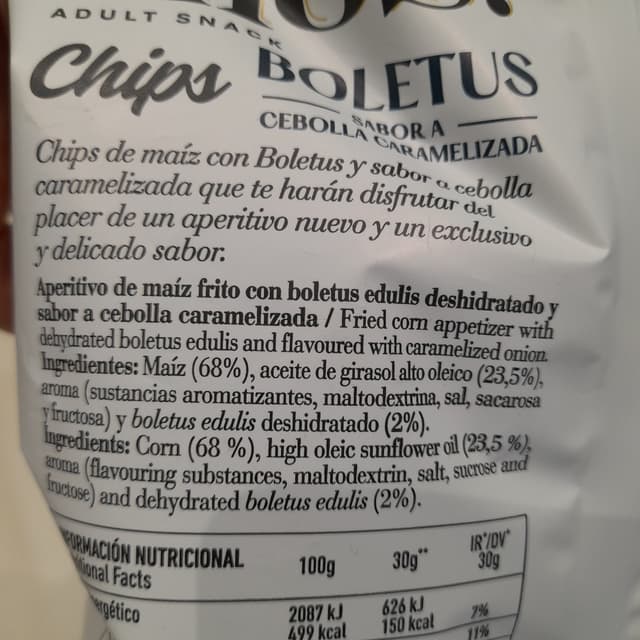 ADULT SNACK
Chips BOLETUS
SABOR A
CEBOLLA CARAMELIZADA
Chips de maíz con Boletus y sabor a cebolla
caramelizada que te harán disfrutar del
placer de un aperitivo nuevo y un exclusivo
y delicado sabor.
Aperitivo de maíz frito con boletus edulis deshidratado y
sabor a cebolla caramelizada / Fried corn appetizer with
dehydrated boletus edulis and flavoured with caramelized onion.
Ingredientes: Maíz (68%), aceite de girasol alto oleico (23,5%),
aroma (sustancias aromatizantes, maltodextrina, sal, sacarosa
y fructosa) y boletus edulis deshidratado (2%).
Ingredients: Corn (68 %), high oleic sunflower oil (23,5 %),
aroma (flavouring substances, maltodextrin, salt, sucrose and
fructose) and dehydrated boletus edulis (2%).
FORMACIÓN NUTRICIONAL 100g 30g** IR*/DV*
Facts 30g
2087 kJ 626 kJ 7%
499 kcal 150 kcal
11%